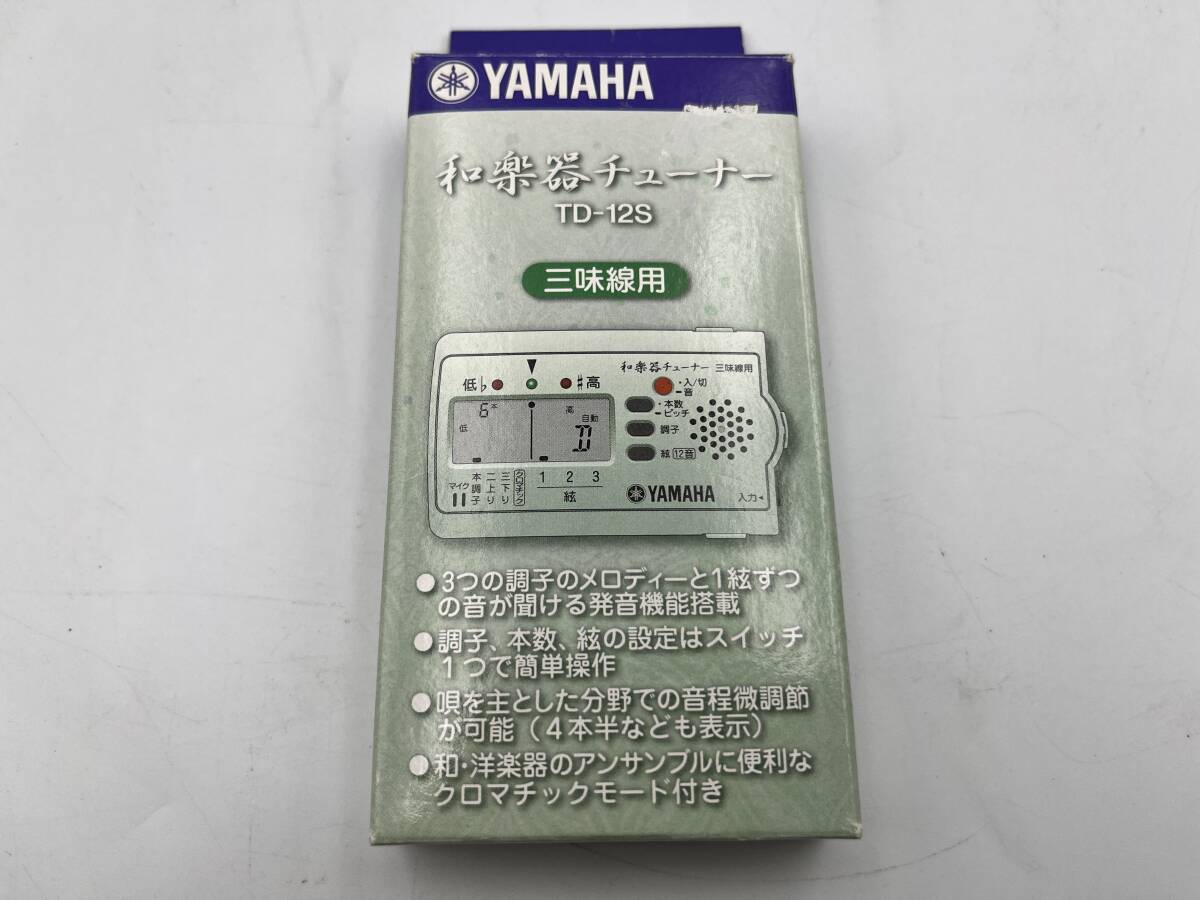 YAMAHA
和楽器チューナー
TD-12S
三味線用
和楽器チューナー 三味線用
低♭ ♯高
・入/切
ー音
・本数
ーピッチ
調子
絃 12音
6本
高
自動
低
D
マイク 本調子 二上り 三下り クロマチック
1 2 3
絃
YAMAHA
入力◂
●3つの調子のメロディーと1絃ずつ
の音が聞ける発音機能搭載
●調子、本数、絃の設定はスイッチ
1つで簡単操作
●唄を主とした分野での音程微調節
が可能（4本半なども表示）
●和・洋楽器のアンサンブルに便利な
クロマチックモード付き